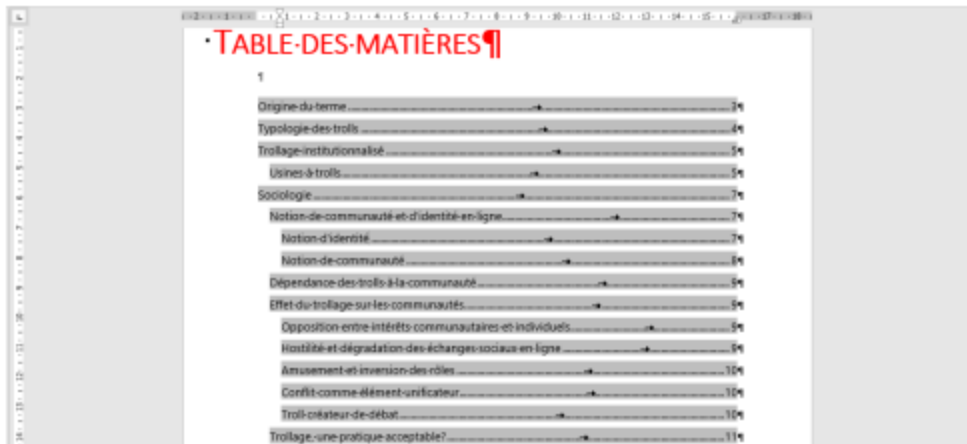 TABLE·DES·MATIÈRES¶
¶
Origine·du·terme → 3¶
Typologie·des·trolls → 4¶
Trollage·institutionnalisé → 5¶
Usines·à·trolls → 5¶
Sociologie → 7¶
Notion·de·communauté·et·d'identité·en·ligne → 7¶
Notion·d'identité → 7¶
Notion·de·communauté → 8¶
Dépendance·des·trolls·à·la·communauté → 9¶
Effet·du·trollage·sur·les·communautés → 9¶
Opposition·entre·intérêts·communautaires·et·individuels → 9¶
Hostilité·et·dégradation·des·échanges·sociaux·en·ligne → 9¶
Amusement·et·inversion·des·rôles → 10¶
Conflit·comme·élément·unificateur → 10¶
Troll·créateur·de·débat → 10¶
Trollage,·une·pratique·acceptable? → 11¶